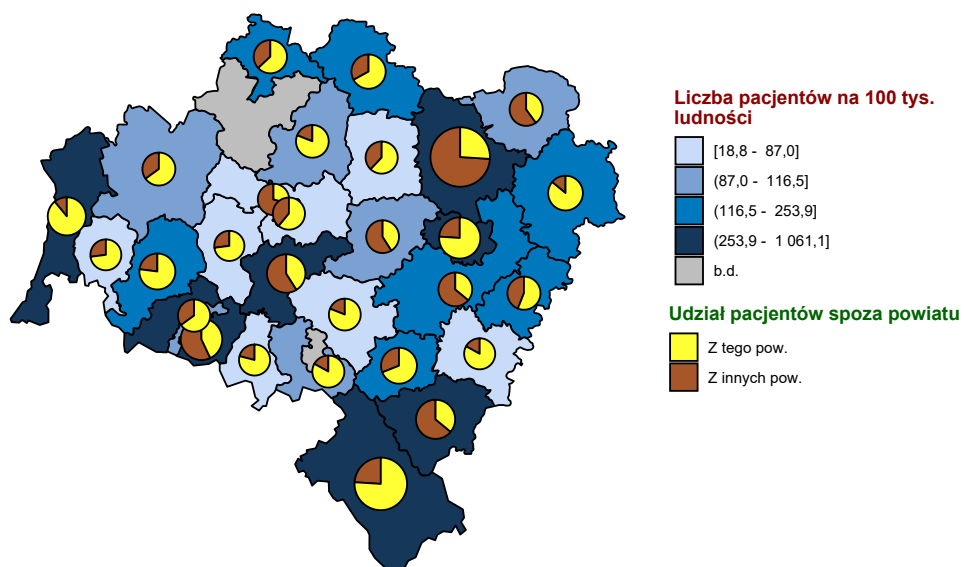 Liczba pacjentów na 100 tys.
ludności
[18,8 - 87,0]
(87,0 - 116,5]
(116,5 - 253,9]
(253,9 - 1 061,1]
b.d.
Udział pacjentów spoza powiatu
Z tego pow.
Z innych pow.